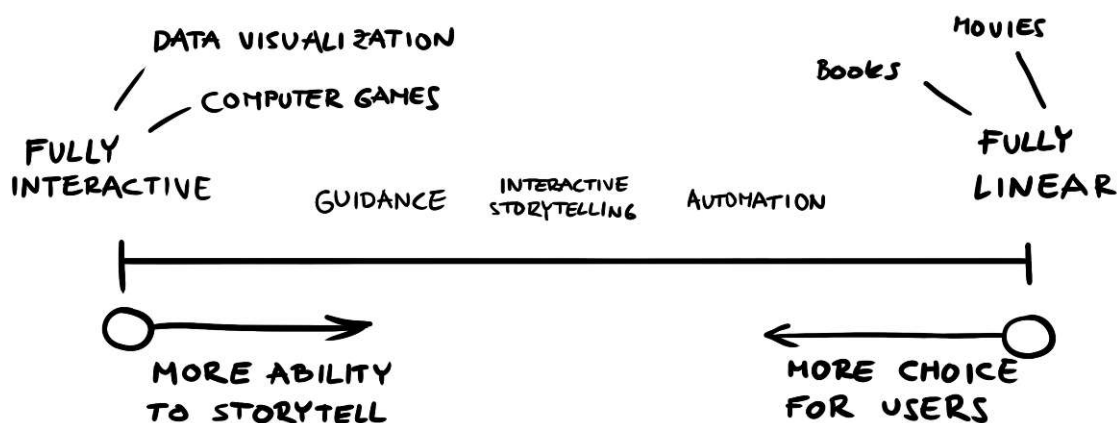 DATA VISUALIZATION
COMPUTER GAMES
FULLY
INTERACTIVE
MOVIES
BOOKS
FULLY
LINEAR
GUIDANCE
INTERACTIVE
STORYTELLING
AUTOMATION
MORE ABILITY
TO STORYTELL
MORE CHOICE
FOR USERS